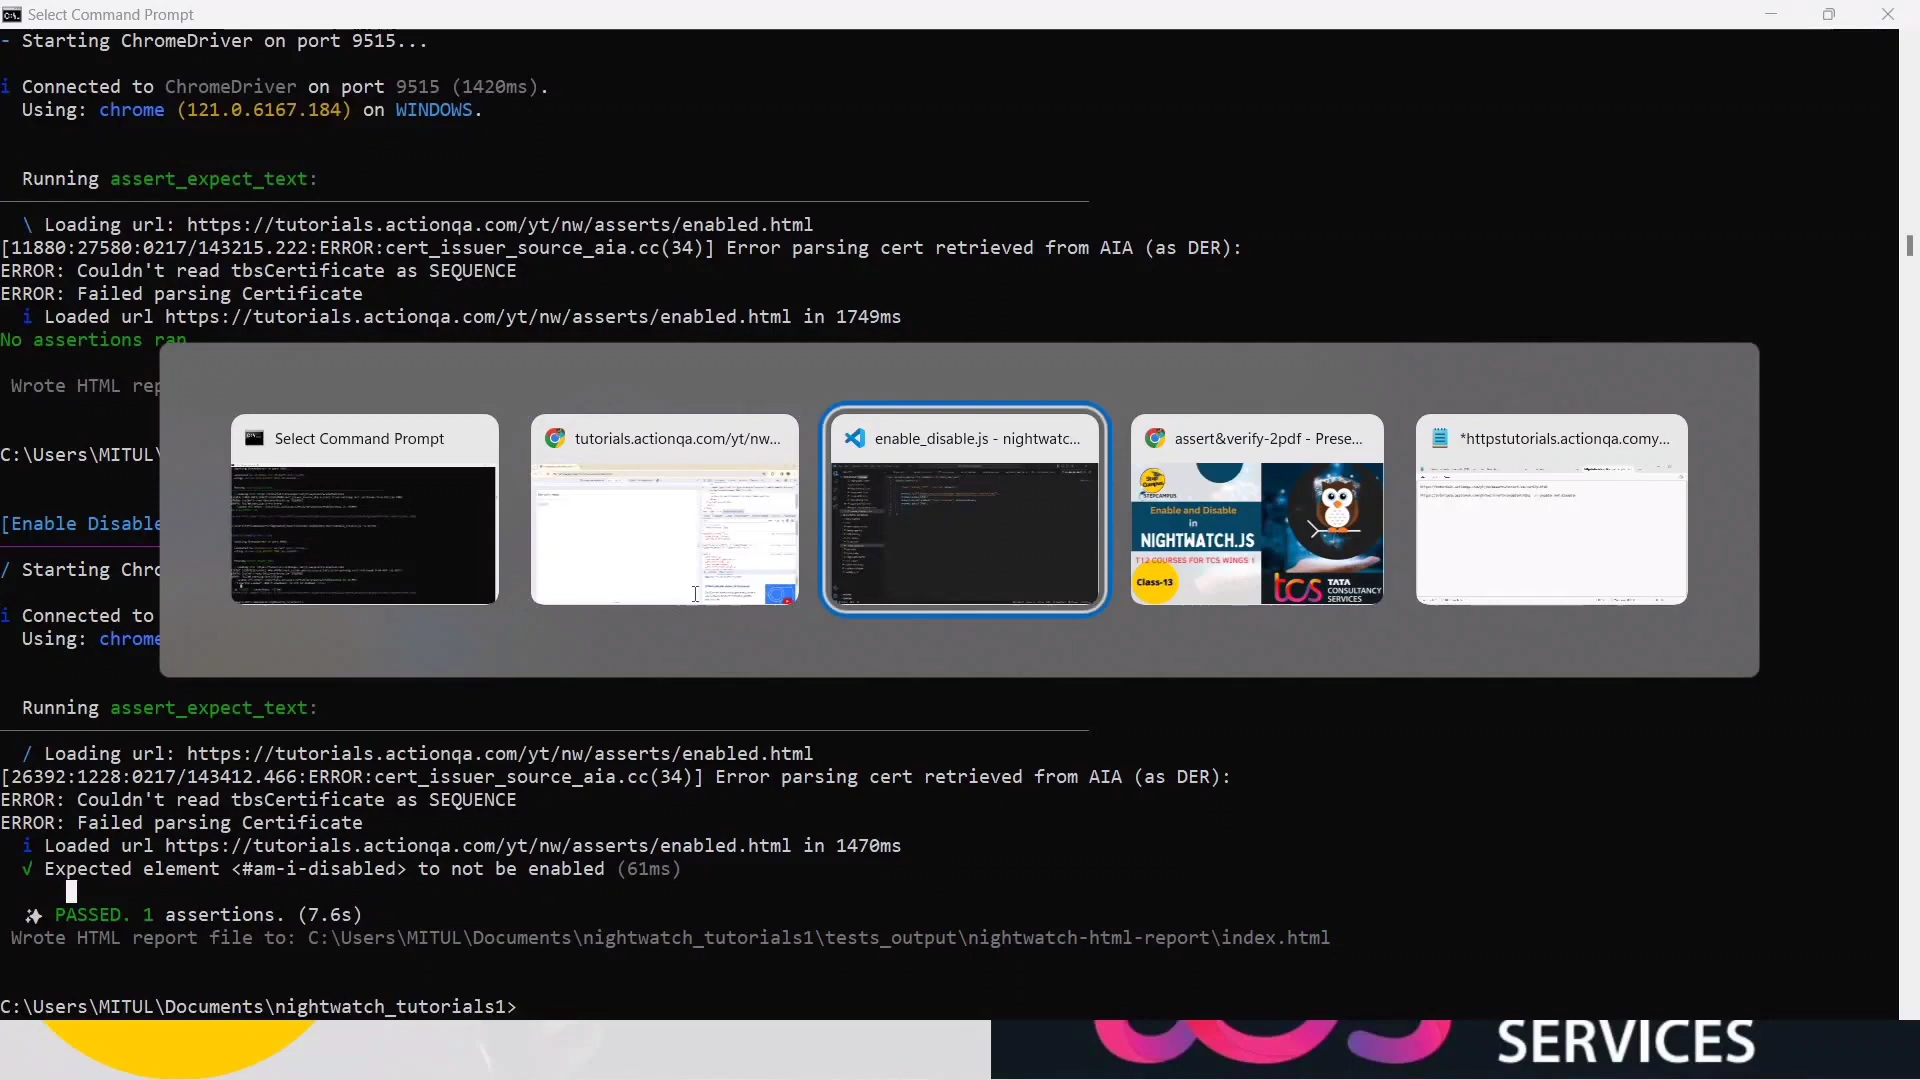 Select Command Prompt
- Starting ChromeDriver on port 9515...
i Connected to ChromeDriver on port 9515 (1420ms).
Using: chrome (121.0.6167.184) on WINDOWS.
Running assert_expect_text:
\ Loading url: https://tutorials.actionqa.com/yt/nw/asserts/enabled.html
[11880:27580:0217/143215.222:ERROR:cert_issuer_source_aia.cc(34)] Error parsing cert retrieved from AIA (as DER):
ERROR: Couldn't read tbsCertificate as SEQUENCE
ERROR: Failed parsing Certificate
i Loaded url https://tutorials.actionqa.com/yt/nw/asserts/enabled.html in 1749ms
No assertions ran
Wrote HTML rep
C:\Users\MITUL\
[Enable Disable
/ Starting Chro
i Connected to
Using: chrome
Select Command Prompt
tutorials.actionqa.com/yt/nw...
enable_disable.js - nightwatc...
assert&verify-2pdf - Prese...
*httpstutorials.actionqa.comy...
STEPCAMPUS
Enable and Disable
in
NIGHTWATCH.JS
T12 COURSES FOR TCS WINGS 1
Class-13
tcs TATA
CONSULTANCY
SERVICES
Running assert_expect_text:
/ Loading url: https://tutorials.actionqa.com/yt/nw/asserts/enabled.html
[26392:1228:0217/143412.466:ERROR:cert_issuer_source_aia.cc(34)] Error parsing cert retrieved from AIA (as DER):
ERROR: Couldn't read tbsCertificate as SEQUENCE
ERROR: Failed parsing Certificate
i Loaded url https://tutorials.actionqa.com/yt/nw/asserts/enabled.html in 1470ms
√ Expected element <#am-i-disabled> to not be enabled (61ms)
✨ PASSED. 1 assertions. (7.6s)
Wrote HTML report file to: C:\Users\MITUL\Documents\nightwatch_tutorials1\tests_output\nightwatch-html-report\index.html
C:\Users\MITUL\Documents\nightwatch_tutorials1>
SERVICES